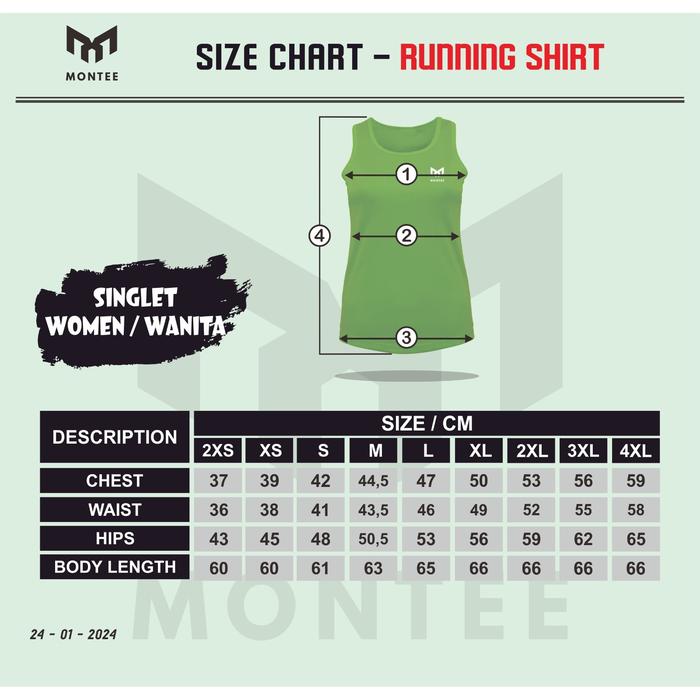 MONTEE
SIZE CHART – RUNNING SHIRT
1
MONTEE
4
2
SINGLET
WOMEN / WANITA
3
DESCRIPTION
SIZE / CM
2XS XS S M L XL 2XL 3XL 4XL
CHEST 37 39 42 44,5 47 50 53 56 59
WAIST 36 38 41 43,5 46 49 52 55 58
HIPS 43 45 48 50,5 53 56 59 62 65
BODY LENGTH 60 60 61 63 65 66 66 66 66
MONTEE
24 - 01 - 2024